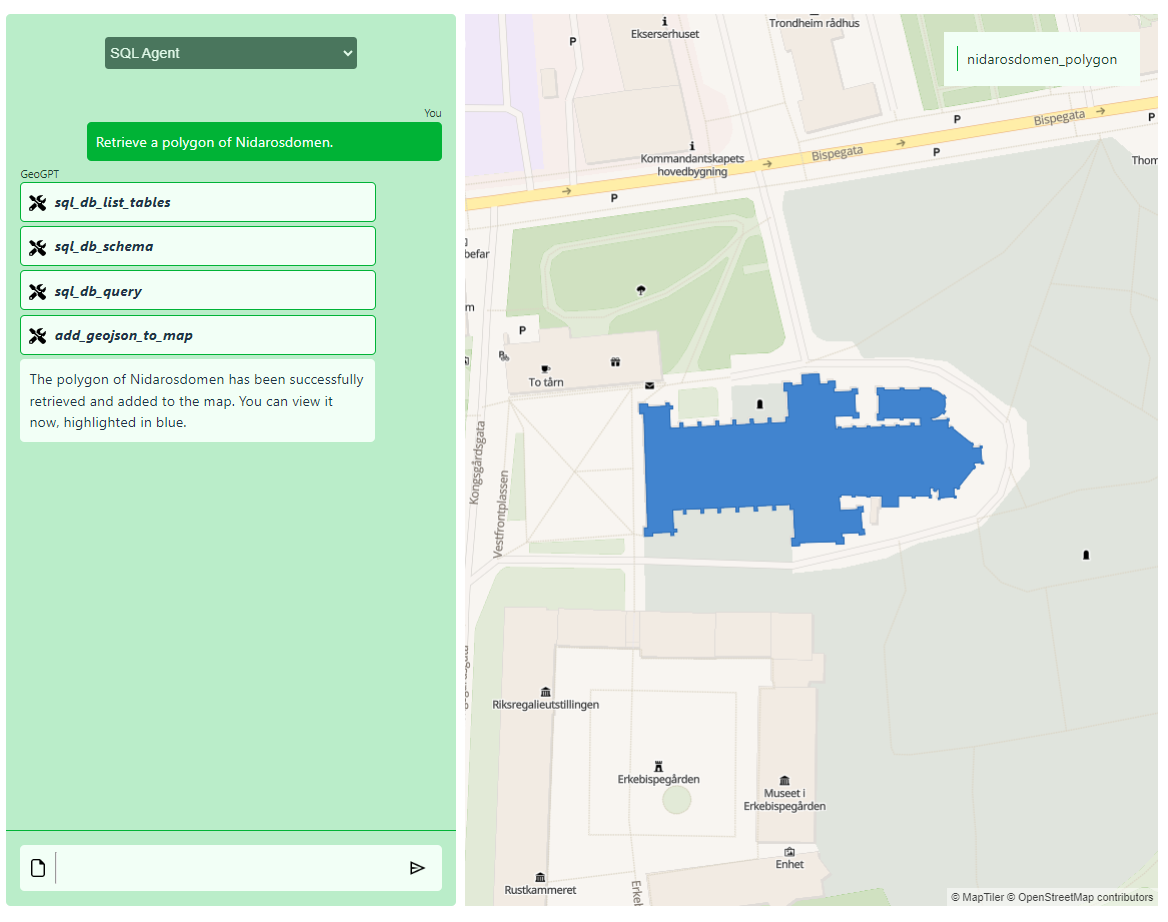 SQL Agent
You
Retrieve a polygon of Nidarosdomen.
GeoGPT
sql_db_list_tables
sql_db_schema
sql_db_query
add_geojson_to_map
The polygon of Nidarosdomen has been successfully
retrieved and added to the map. You can view it
now, highlighted in blue.
nidarosdomen_polygon
Trondheim rådhus
Ekserserhuset
P
Bispegata
P
P
Kommandantskapets
hovedbygning
Bispegata
P
Thom
P
befar
m
P
To tårn
Kongsgårdsgata
Vestfrontplassen
Riksregalieutstillingen
Erkebispegården
Museet i
Erkebispegården
Enhet
Rustkammeret
Erkel
© MapTiler © OpenStreetMap contributors